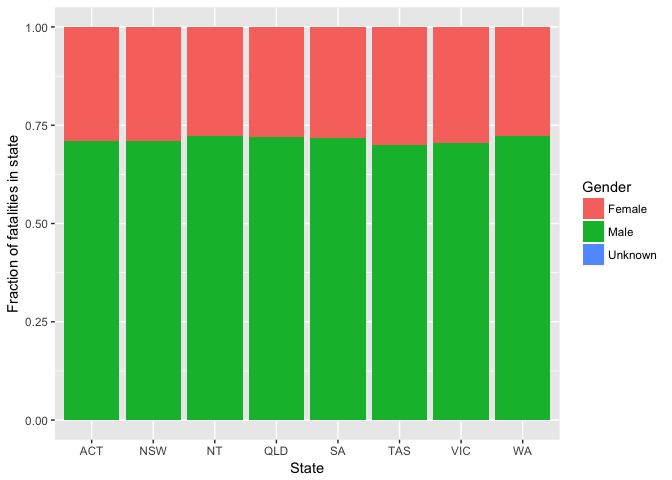 1.00
0.75
0.50
0.25
0.00
Fraction of fatalities in state
ACT NSW NT QLD SA TAS VIC WA
State
Gender
Female
Male
Unknown